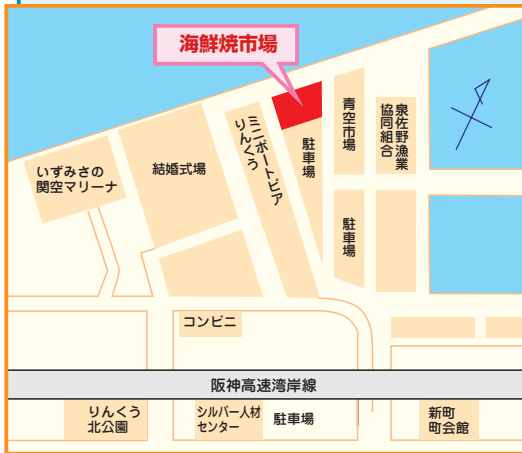 海鮮焼市場
青空市場
泉佐野漁業
協同組合
ミニボートピア
りんくう
駐車場
結婚式場
いずみさの
関空マリーナ
駐車場
コンビニ
阪神高速湾岸線
りんくう
北公園
シルバー人材
センター
駐車場
新町
町会館